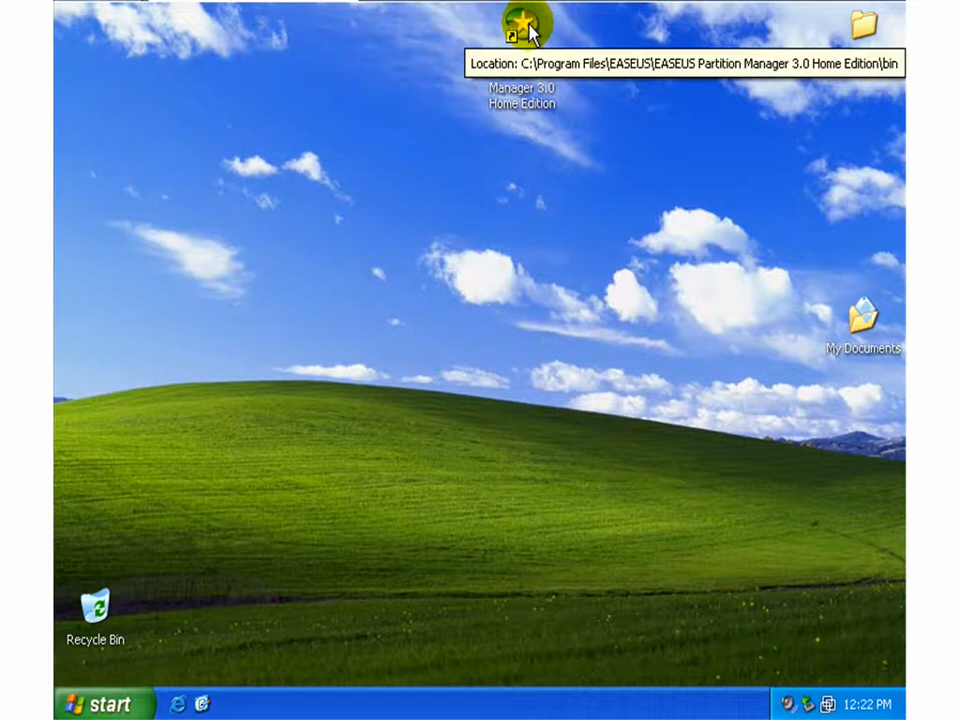 Location: C:\Program Files\EASEUS\EASEUS Partition Manager 3.0 Home Edition\bin
Manager 3.0
Home Edition
My Documents
Recycle Bin
start
12:22 PM